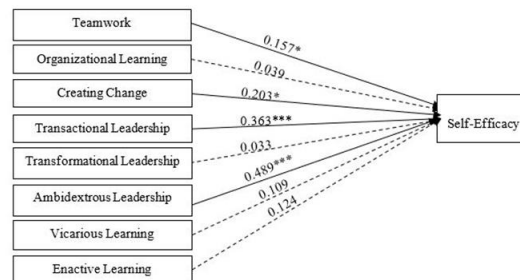 Teamwork
0.157*
Organizational Learning
0.039
Creating Change
0.203*
Transactional Leadership
0.363***
Self-Efficacy
Transformational Leadership
0.033
Ambidextrous Leadership
0.489***
Vicarious Learning
0.109
0.124
Enactive Learning